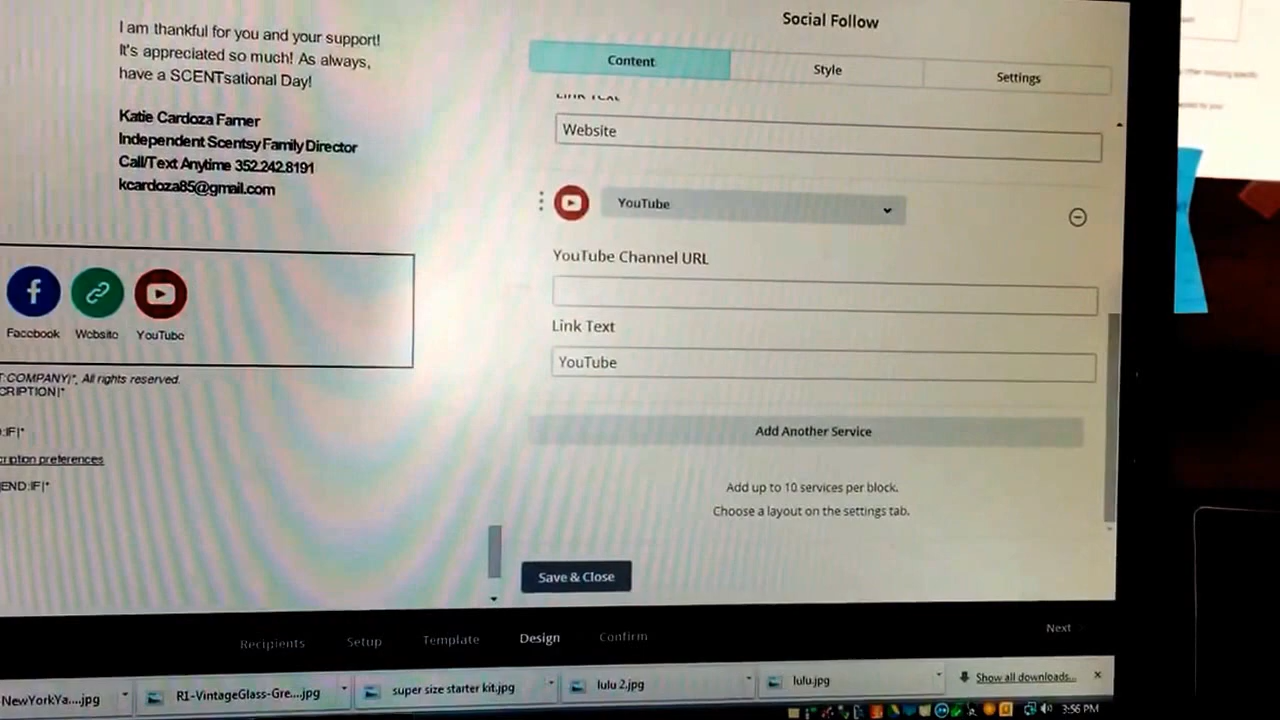 I am thankful for you and your support!
It's appreciated so much! As always,
have a SCENTsational Day!
Katie Cardoza Farner
Independent Scentsy Family Director
Call/Text Anytime 352.242.8191
kcardoza85@gmail.com
Facebook Website YouTube
T:COMPANY|*, All rights reserved.
CRIPTION|*
:IF|*
cription preferences
END:IF|*
Social Follow
Content Style Settings
LINK TEXT
Website
YouTube
YouTube Channel URL
Link Text
YouTube
Add Another Service
Add up to 10 services per block.
Choose a layout on the settings tab.
Save & Close
Recipients Setup Template Design Confirm Next
NewYorkYa....jpg R1-VintageGlass-Gre....jpg super size starter kit.jpg lulu 2.jpg lulu.jpg Show all downloads...
3:56 PM